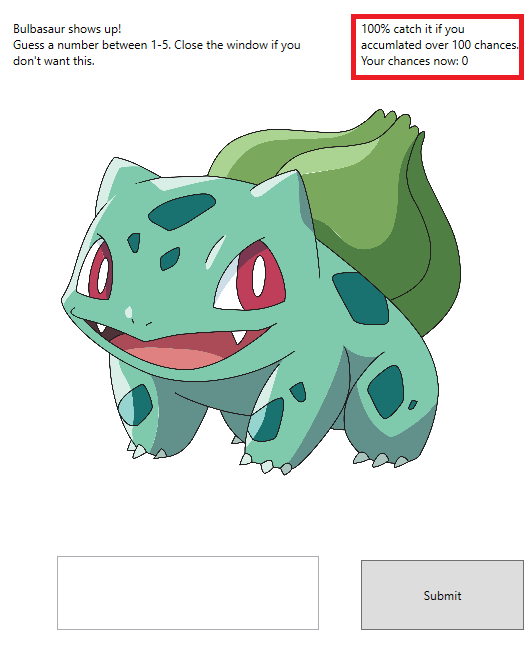 Bulbasaur shows up!
Guess a number between 1-5. Close the window if you
don't want this.
100% catch it if you
accumlated over 100 chances.
Your chances now: 0
Submit